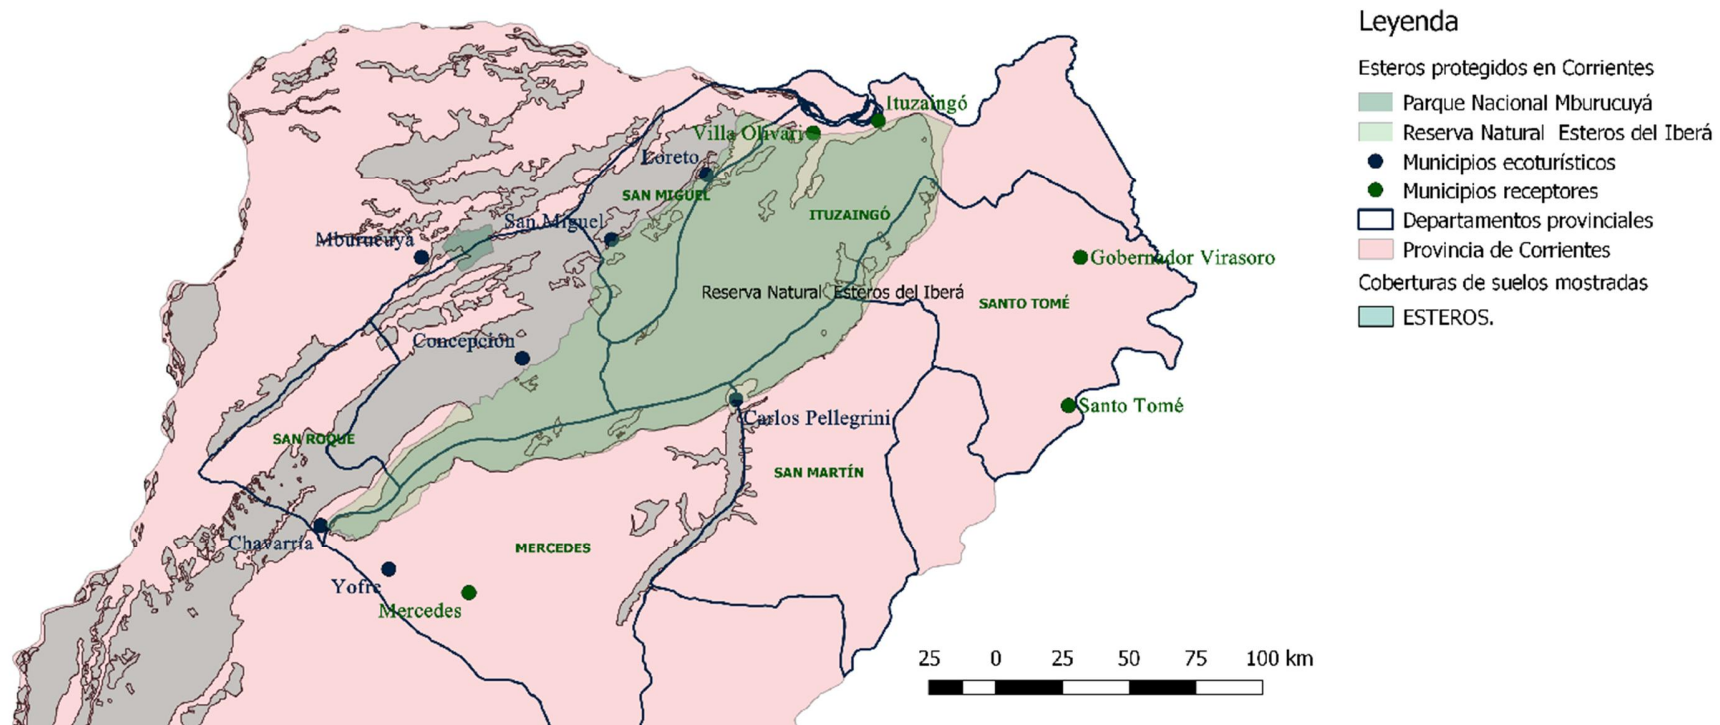 Leyenda
Esteros protegidos en Corrientes
Parque Nacional Mburucuyá
Reserva Natural Esteros del Iberá
Municipios ecoturísticos
Municipios receptores
Departamentos provinciales
Provincia de Corrientes
Coberturas de suelos mostradas
ESTEROS.
Ituzaingó
Villa Olivari
Loreto
SAN MIGUEL
ITUZAINGÓ
San Miguel
Mburucuya
Gobernador Virasoro
Reserva Natural Esteros del Iberá
SANTO TOMÉ
Concepción
Santo Tomé
Carlos Pellegrini
SAN ROQUE
SAN MARTÍN
Chavarría
MERCEDES
Yofre
Mercedes
25 0 25 50 75 100 km